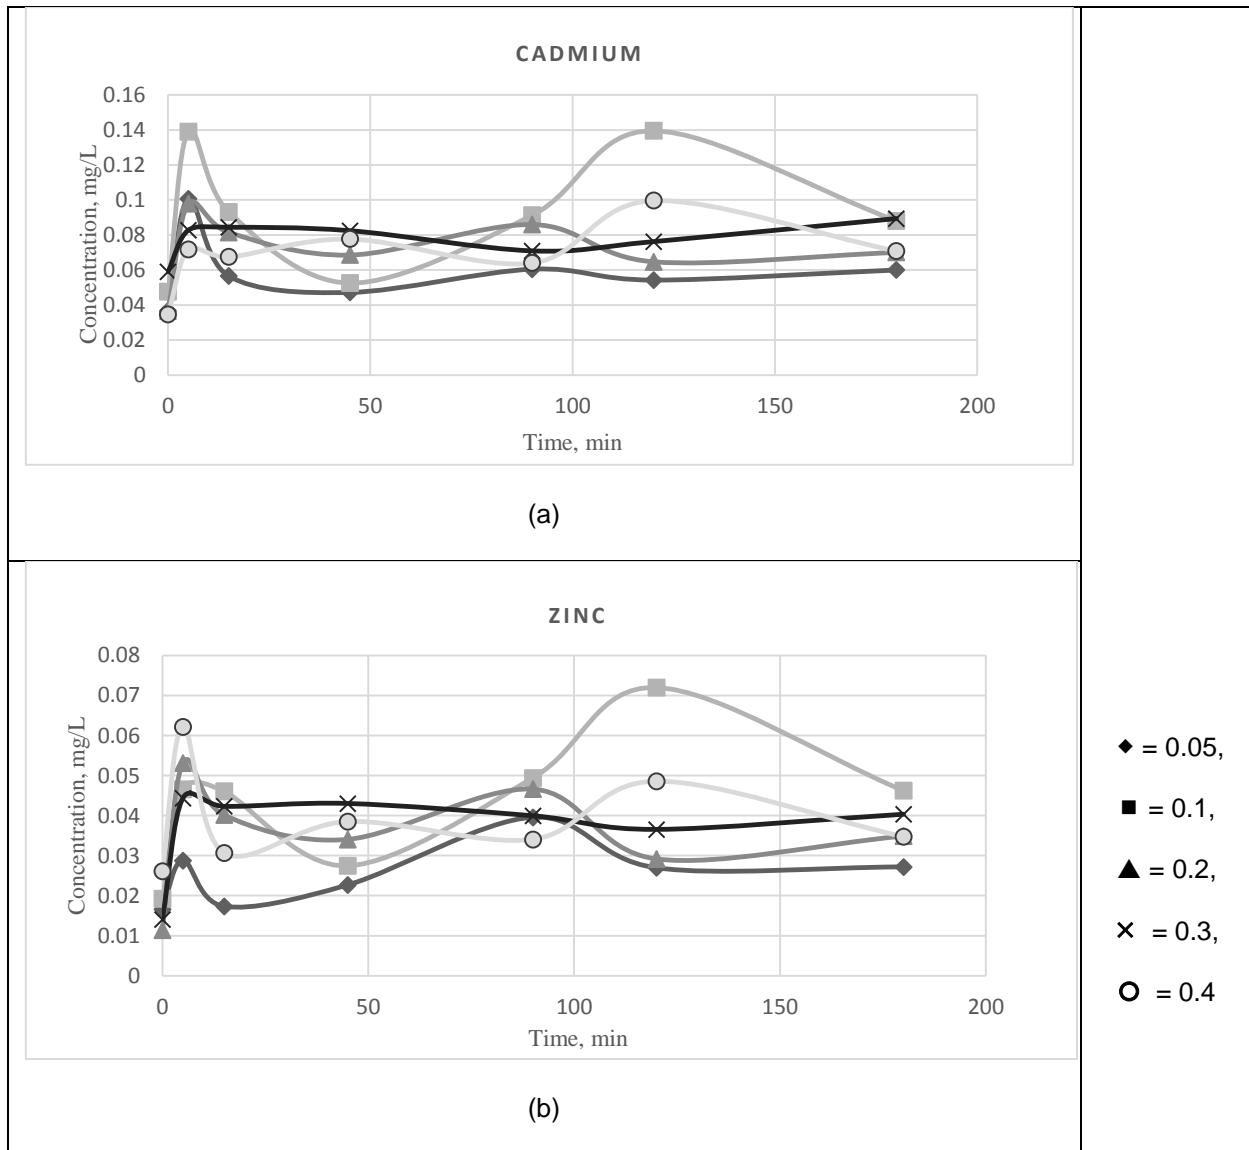 CADMIUM
Concentration, mg/L
0.16
0.14
0.12
0.1
0.08
0.06
0.04
0.02
0
0 50 100 150 200
Time, min
(a)
ZINC
Concentration, mg/L
0.08
0.07
0.06
0.05
0.04
0.03
0.02
0.01
0
0 50 100 150 200
Time, min
(b)
= 0.05,
= 0.1,
= 0.2,
= 0.3,
= 0.4